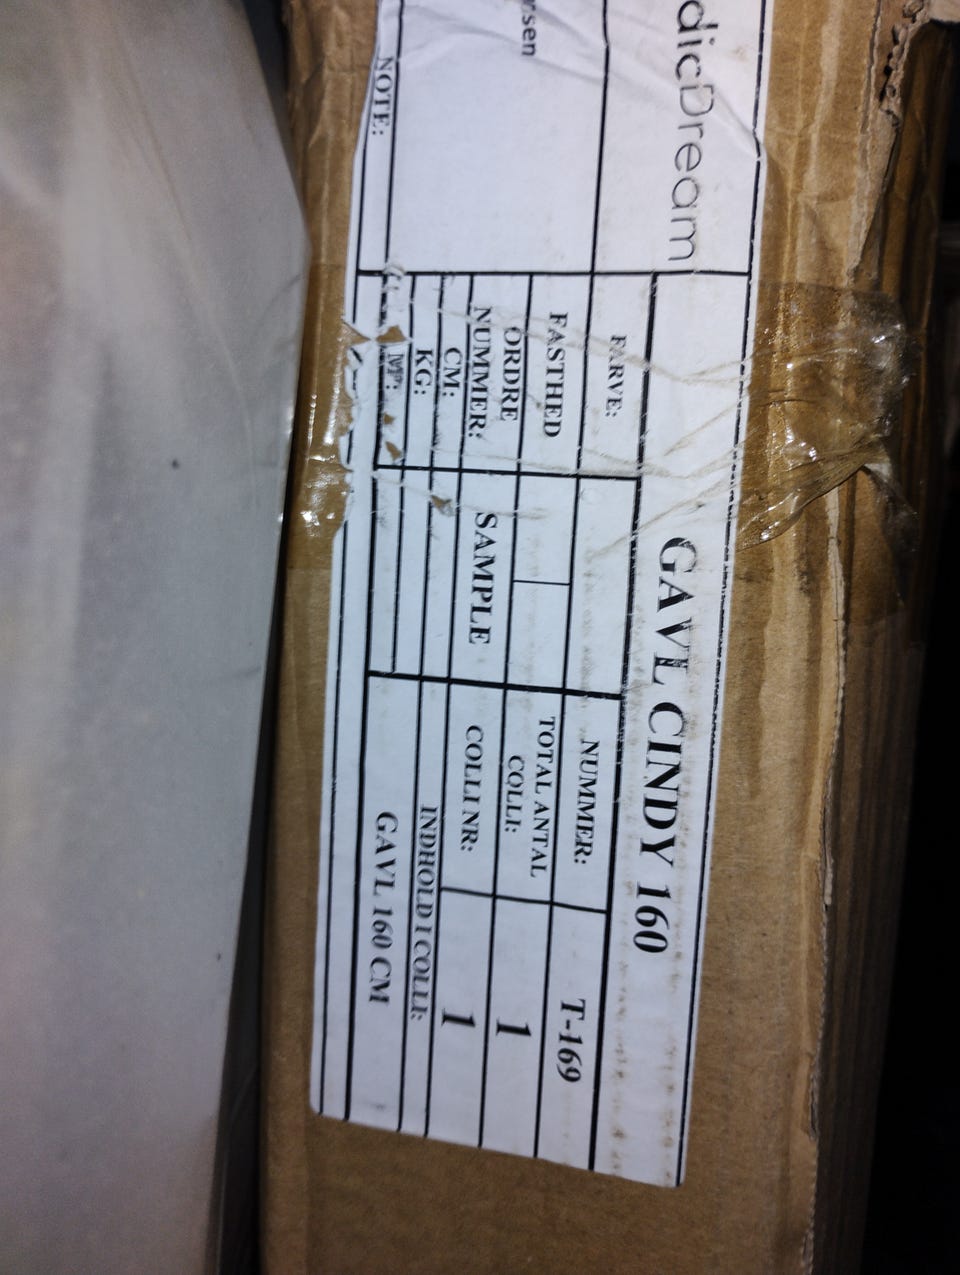 dicDream
rsen
NOTE:
GAVL CINDY 160
FARVE:
NUMMER:
T-169
FASTHED
TOTAL ANTAL
COLLI:
1
ORDRE
NUMMER:
SAMPLE
COLLI NR:
1
CM:
KG:
INDHOLD I COLLI:
M³:
GAVL 160 CM